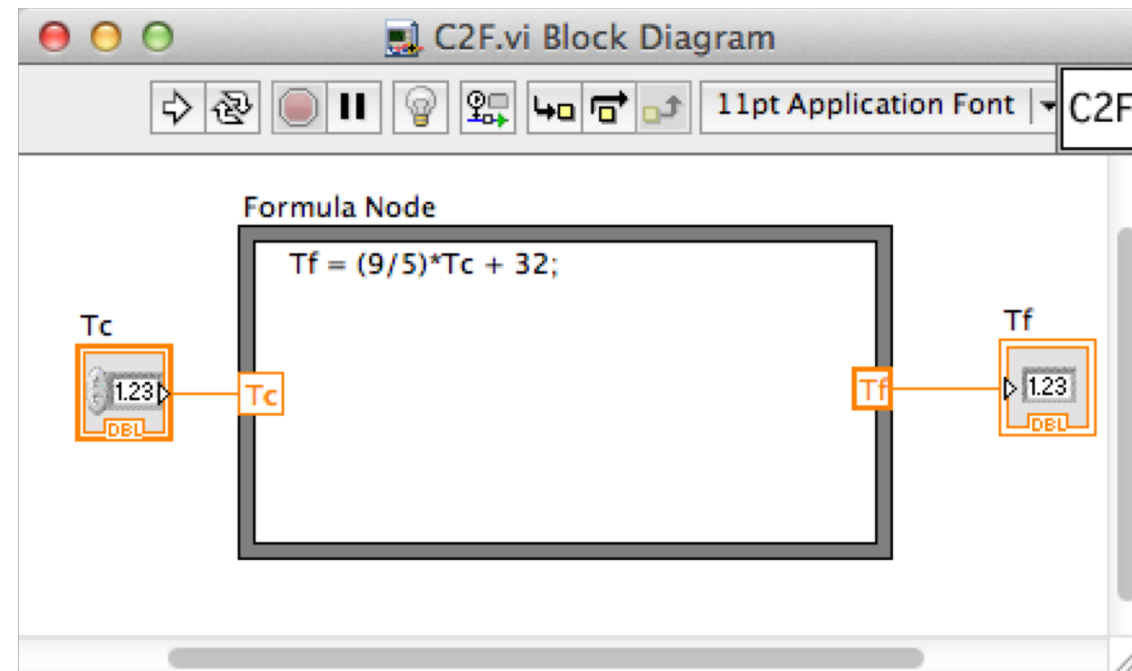 C2F.vi Block Diagram
11pt Application Font
C2F
Formula Node
Tf = (9/5)*Tc + 32;
Tc
Tf
1.23
DBL
Tc
Tf
1.23
DBL